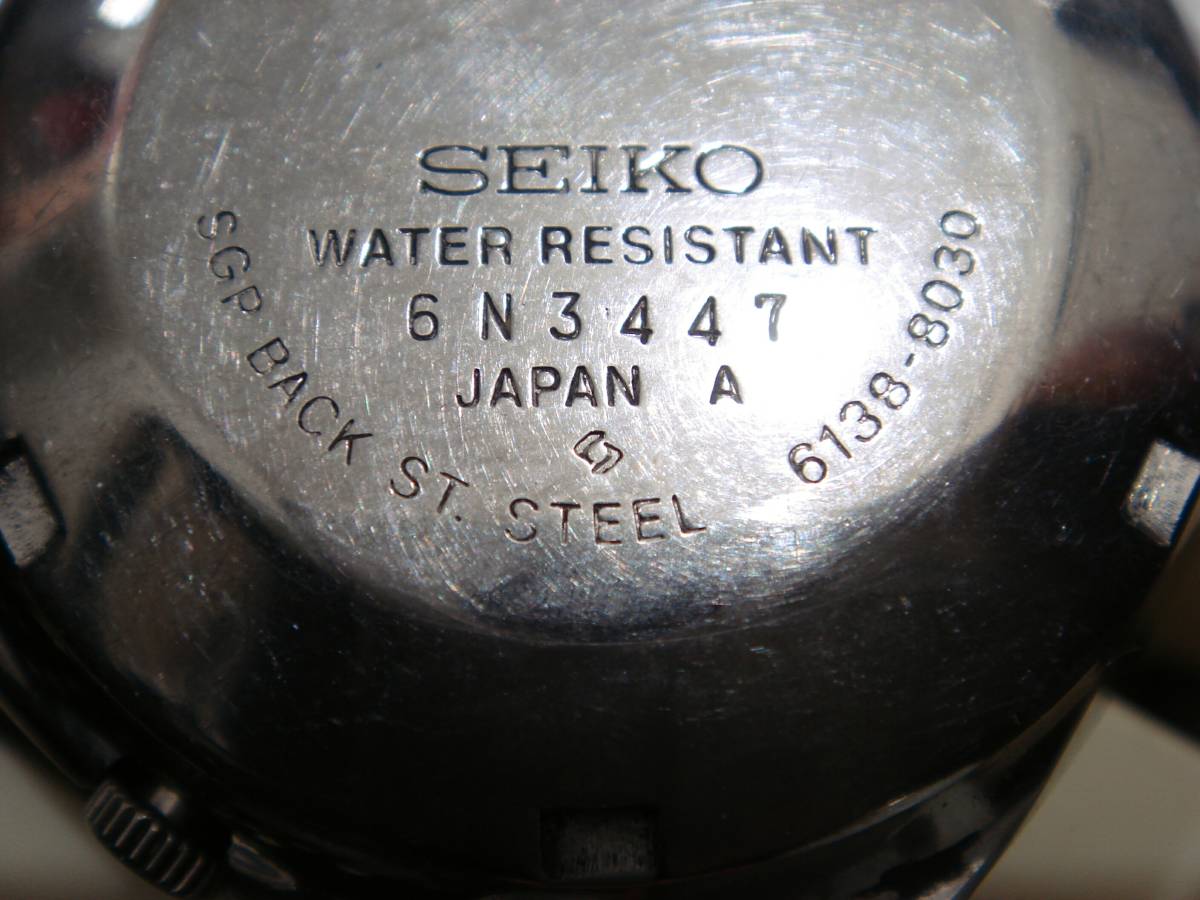 SEIKO
WATER RESISTANT
6N3447
JAPAN A
SGP BACK ST. STEEL
6138-8030